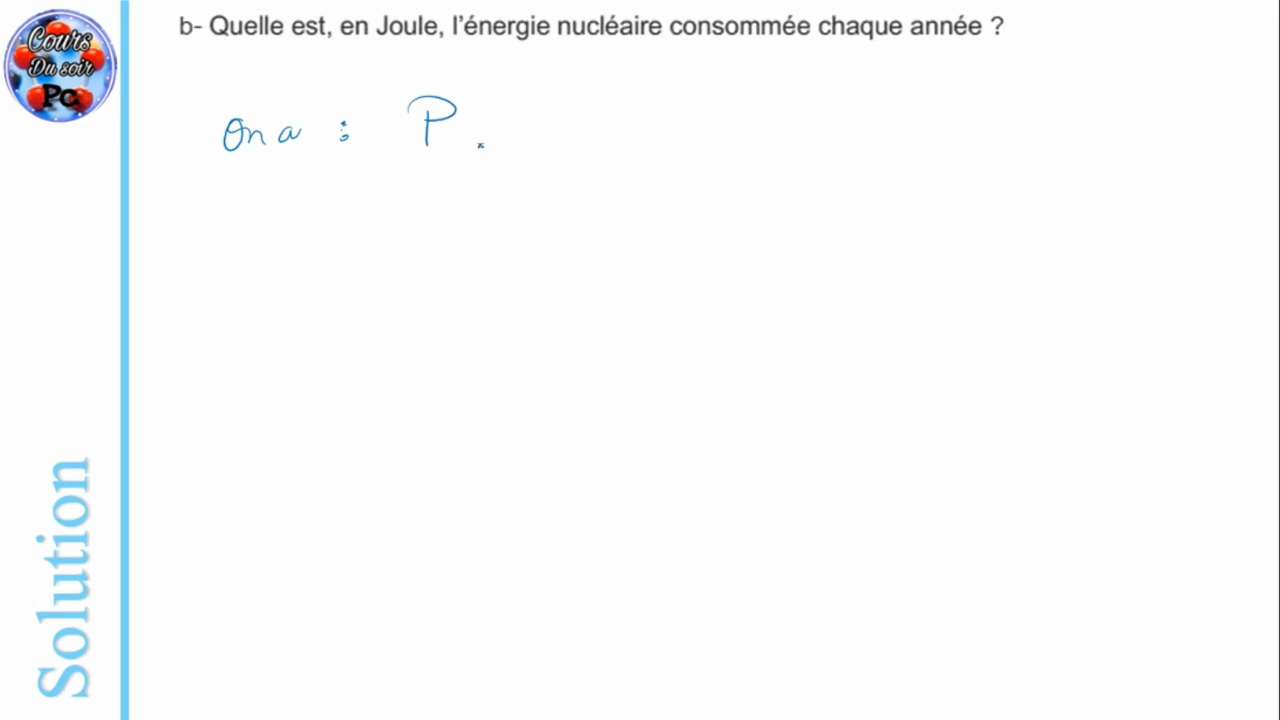 b- Quelle est, en Joule, l’énergie nucléaire consommée chaque année ?
Cours
Du soir
Pc
On a : P
Solution